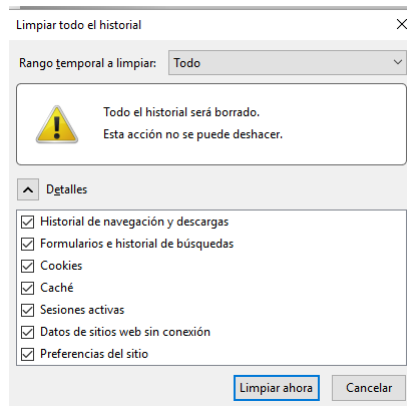 Limpiar todo el historial
Rango temporal a limpiar: Todo
Todo el historial será borrado.
Esta acción no se puede deshacer.
Detalles
Historial de navegación y descargas
Formularios e historial de búsquedas
Cookies
Caché
Sesiones activas
Datos de sitios web sin conexión
Preferencias del sitio
Limpiar ahora Cancelar